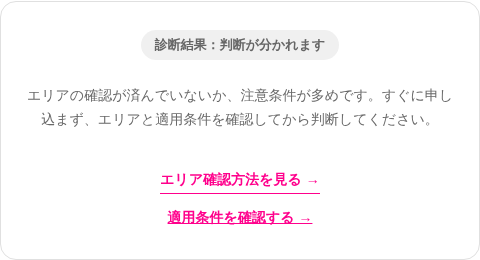 診断結果：判断が分かれます
エリアの確認が済んでいないか、注意条件が多めです。すぐに申し
込まず、エリアと適用条件を確認してから判断してください。
エリア確認方法を見る →
適用条件を確認する →